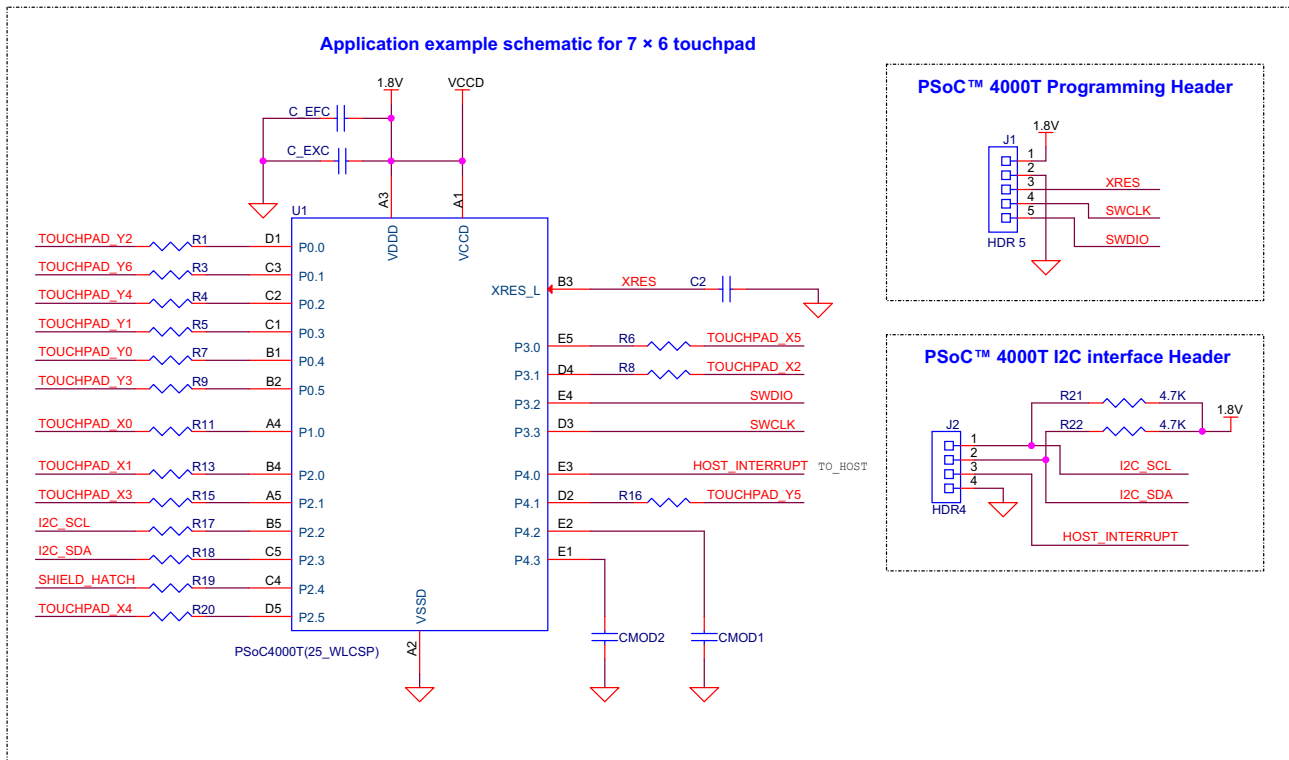 Application example schematic for 7 × 6 touchpad
1.8V
VCCD
C_EFC
C_EXC
A3
A1
U1
VDDD
VCCD
TOUCHPAD_Y2 R1 D1 P0.0
TOUCHPAD_Y6 R3 C3 P0.1
TOUCHPAD_Y4 R4 C2 P0.2
TOUCHPAD_Y1 R5 C1 P0.3
TOUCHPAD_Y0 R7 B1 P0.4
TOUCHPAD_Y3 R9 B2 P0.5
TOUCHPAD_X0 R11 A4 P1.0
TOUCHPAD_X1 R13 B4 P2.0
TOUCHPAD_X3 R15 A5 P2.1
I2C_SCL R17 B5 P2.2
I2C_SDA R18 C5 P2.3
SHIELD_HATCH R19 C4 P2.4
TOUCHPAD_X4 R20 D5 P2.5
XRES_L B3 XRES C2
P3.0 E5 R6 TOUCHPAD_X5
P3.1 D4 R8 TOUCHPAD_X2
P3.2 E4 SWDIO
P3.3 D3 SWCLK
P4.0 E3 HOST_INTERRUPT TO_HOST
P4.1 D2 R16 TOUCHPAD_Y5
P4.2 E2
P4.3 E1
VSSD
A2
CMOD2
CMOD1
PSoC4000T(25_WLCSP)
PSoC™ 4000T Programming Header
1.8V
J1
1
2
3 XRES
4 SWCLK
5 SWDIO
HDR 5
PSoC™ 4000T I2C interface Header
R21 4.7K
1.8V
R22 4.7K
J2
1
2
3 I2C_SCL
4 I2C_SDA
HDR4
HOST_INTERRUPT